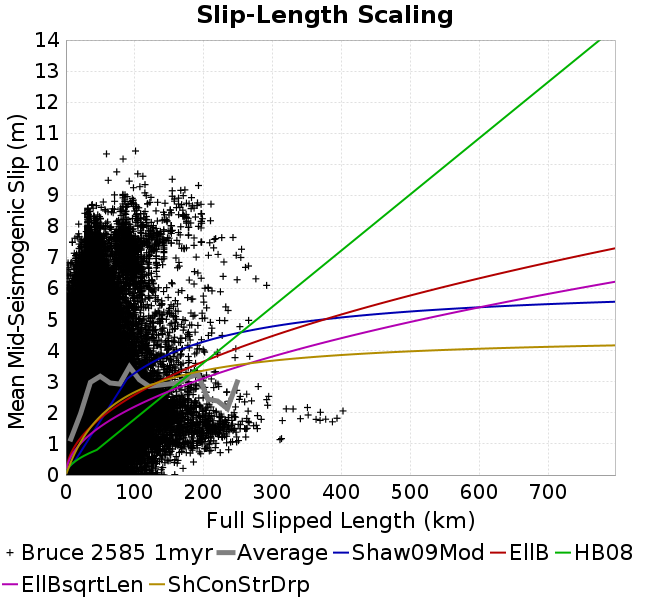 Slip-Length Scaling
Mean Mid-Seismogenic Slip (m)
14
13
12
11
10
9
8
7
6
5
4
3
2
1
0
0 100 200 300 400 500 600 700
Full Slipped Length (km)
Bruce 2585 1myr Average Shaw09Mod EllB HB08
EllBsqrtLen ShConStrDrp